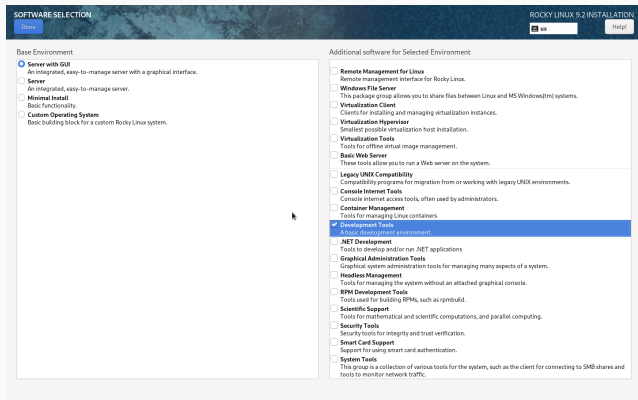 SOFTWARE SELECTION
Done
ROCKY LINUX 9.2 INSTALLATION
us
Help!
Base Environment
Server with GUI
An integrated, easy-to-manage server with a graphical interface.
Server
An integrated, easy-to-manage server.
Minimal Install
Basic functionality.
Custom Operating System
Basic building block for a custom Rocky Linux system.
Additional software for Selected Environment
Remote Management for Linux
Remote management interface for Rocky Linux.
Windows File Server
This package group allows you to share files between Linux and MS Windows(tm) systems.
Virtualization Client
Clients for installing and managing virtualization instances.
Virtualization Hypervisor
Smallest possible virtualization host installation.
Virtualization Tools
Tools for offline virtual image management.
Basic Web Server
These tools allow you to run a Web server on the system.
Legacy UNIX Compatibility
Compatibility programs for migration from or working with legacy UNIX environments.
Console Internet Tools
Console internet access tools, often used by administrators.
Container Management
Tools for managing Linux containers
Development Tools
A basic development environment.
.NET Development
Tools to develop and/or run .NET applications
Graphical Administration Tools
Graphical system administration tools for managing many aspects of a system.
Headless Management
Tools for managing the system without an attached graphical console.
RPM Development Tools
Tools used for building RPMs, such as rpmbuild.
Scientific Support
Tools for mathematical and scientific computations, and parallel computing.
Security Tools
Security tools for integrity and trust verification.
Smart Card Support
Support for using smart card authentication.
System Tools
This group is a collection of various tools for the system, such as the client for connecting to SMB shares and
tools to monitor network traffic.